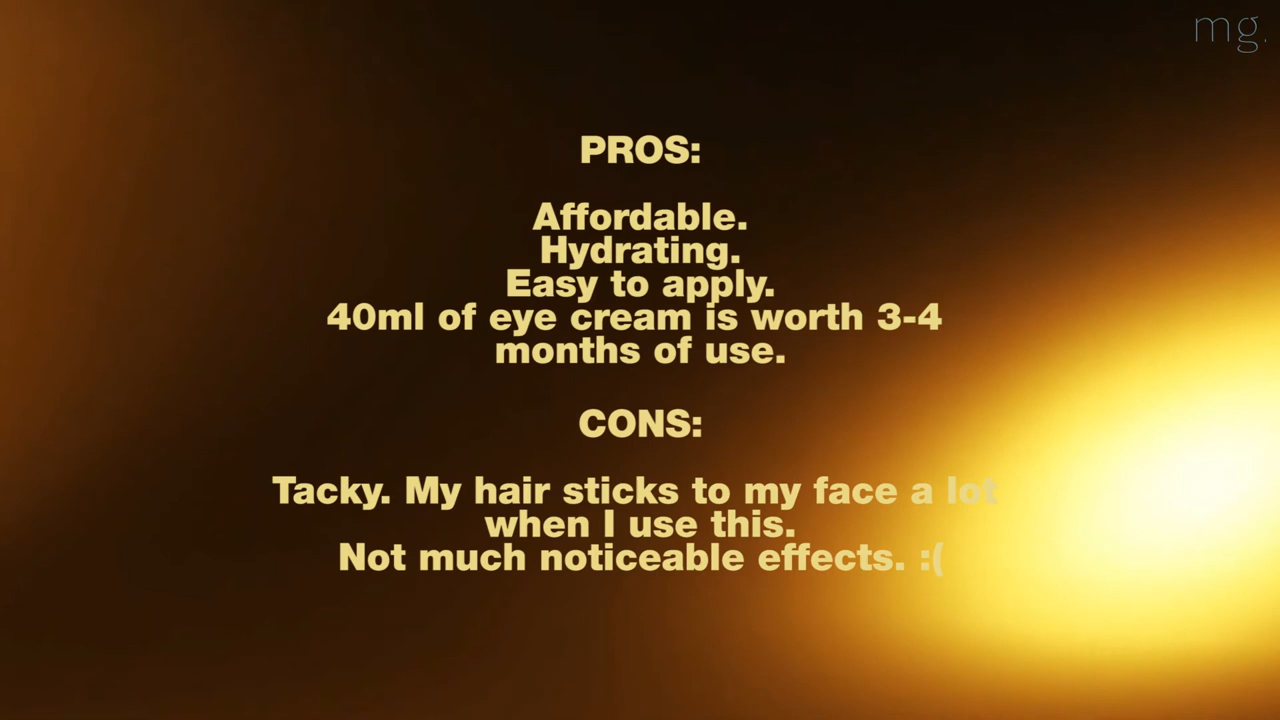 mg.
PROS:
Affordable.
Hydrating.
Easy to apply.
40ml of eye cream is worth 3-4
months of use.
CONS:
Tacky. My hair sticks to my face a lot
when I use this.
Not much noticeable effects. :(